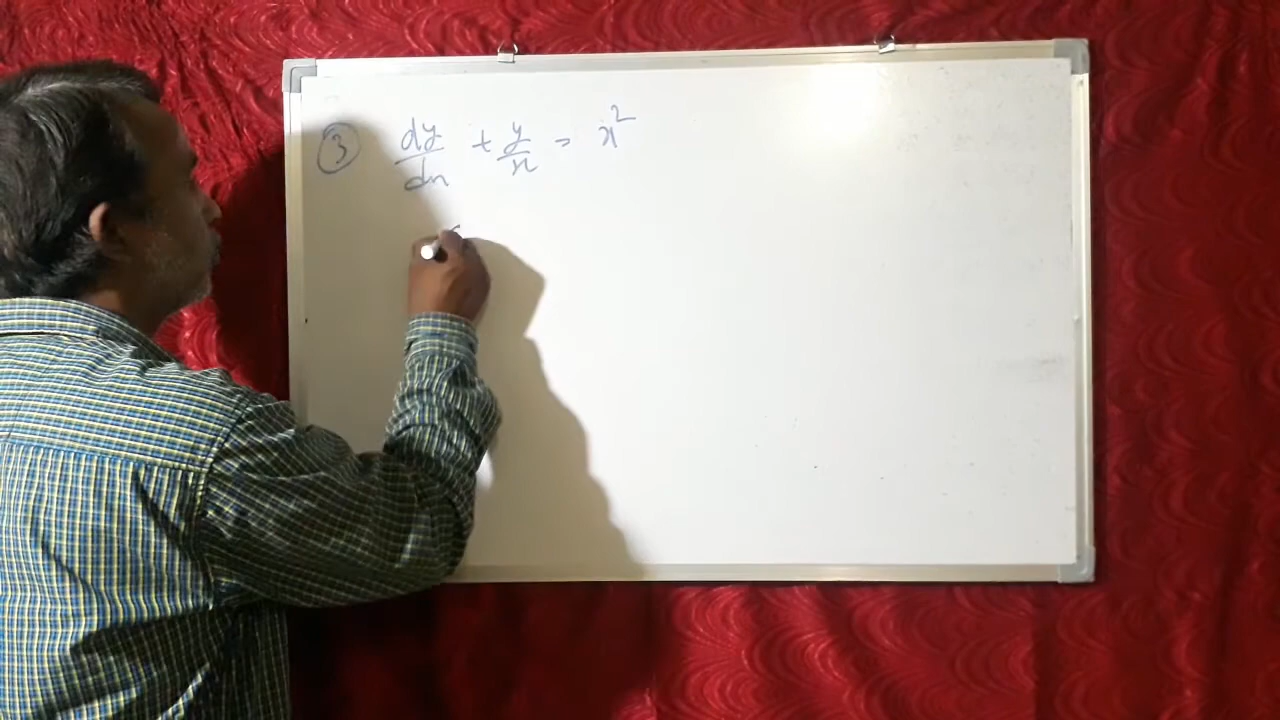 ③ dy/dx + y/x = x²